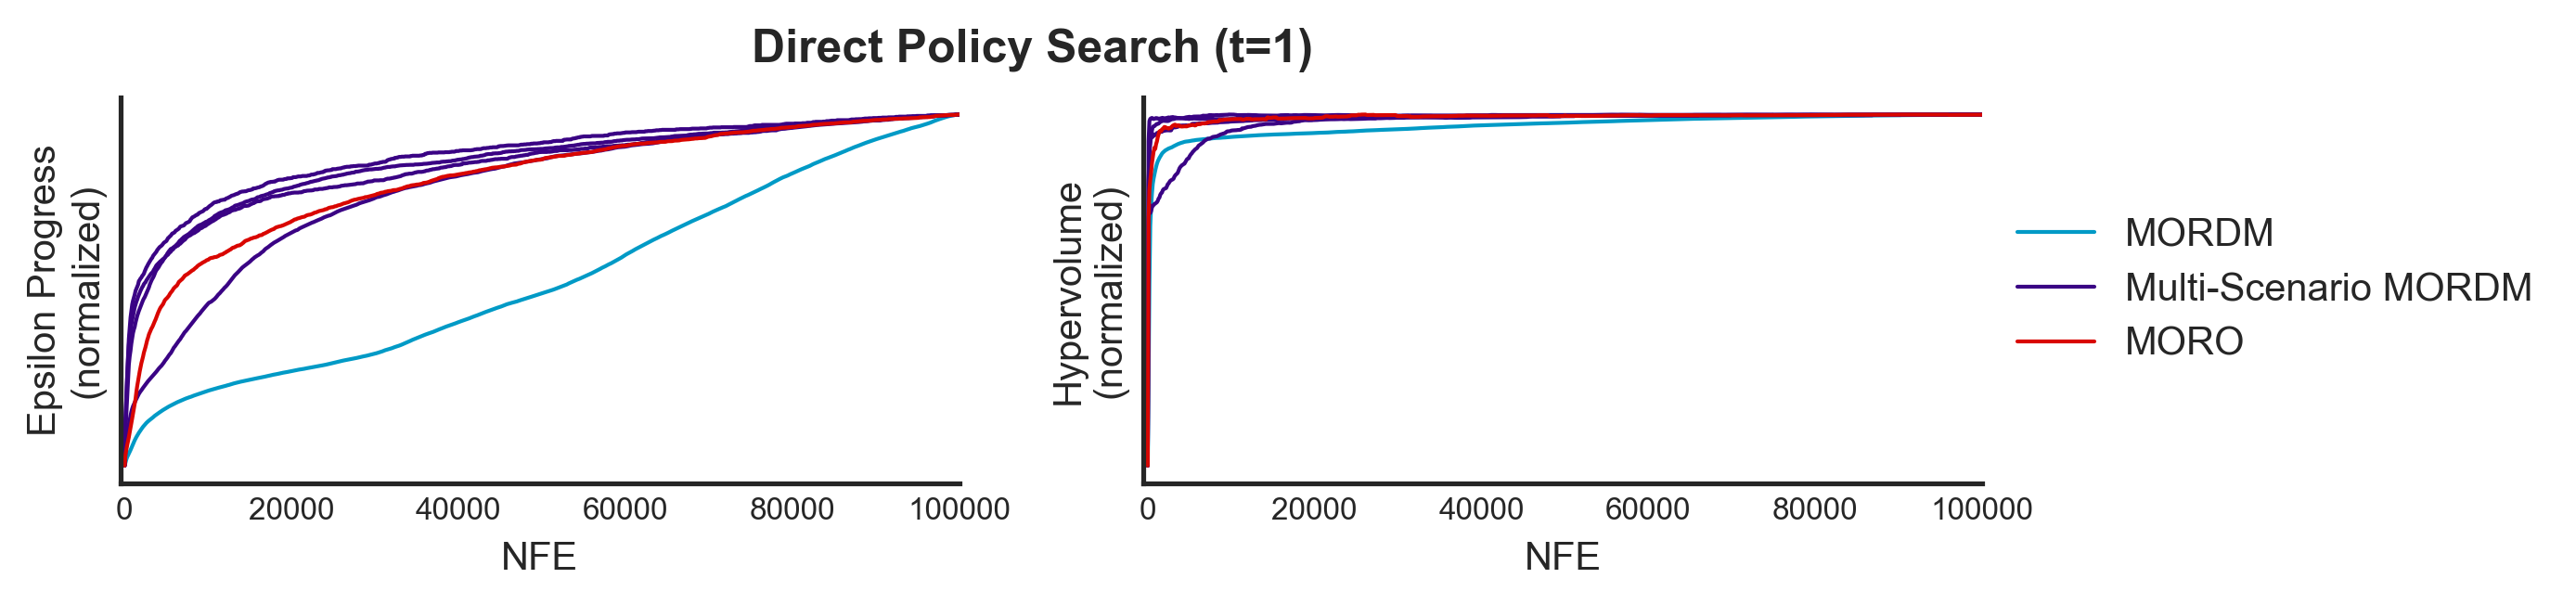 Direct Policy Search (t=1)
Epsilon Progress
(normalized)
0 20000 40000 60000 80000 100000
NFE
Hypervolume
(normalized)
0 20000 40000 60000 80000 100000
NFE
MORDM
Multi-Scenario MORDM
MORO